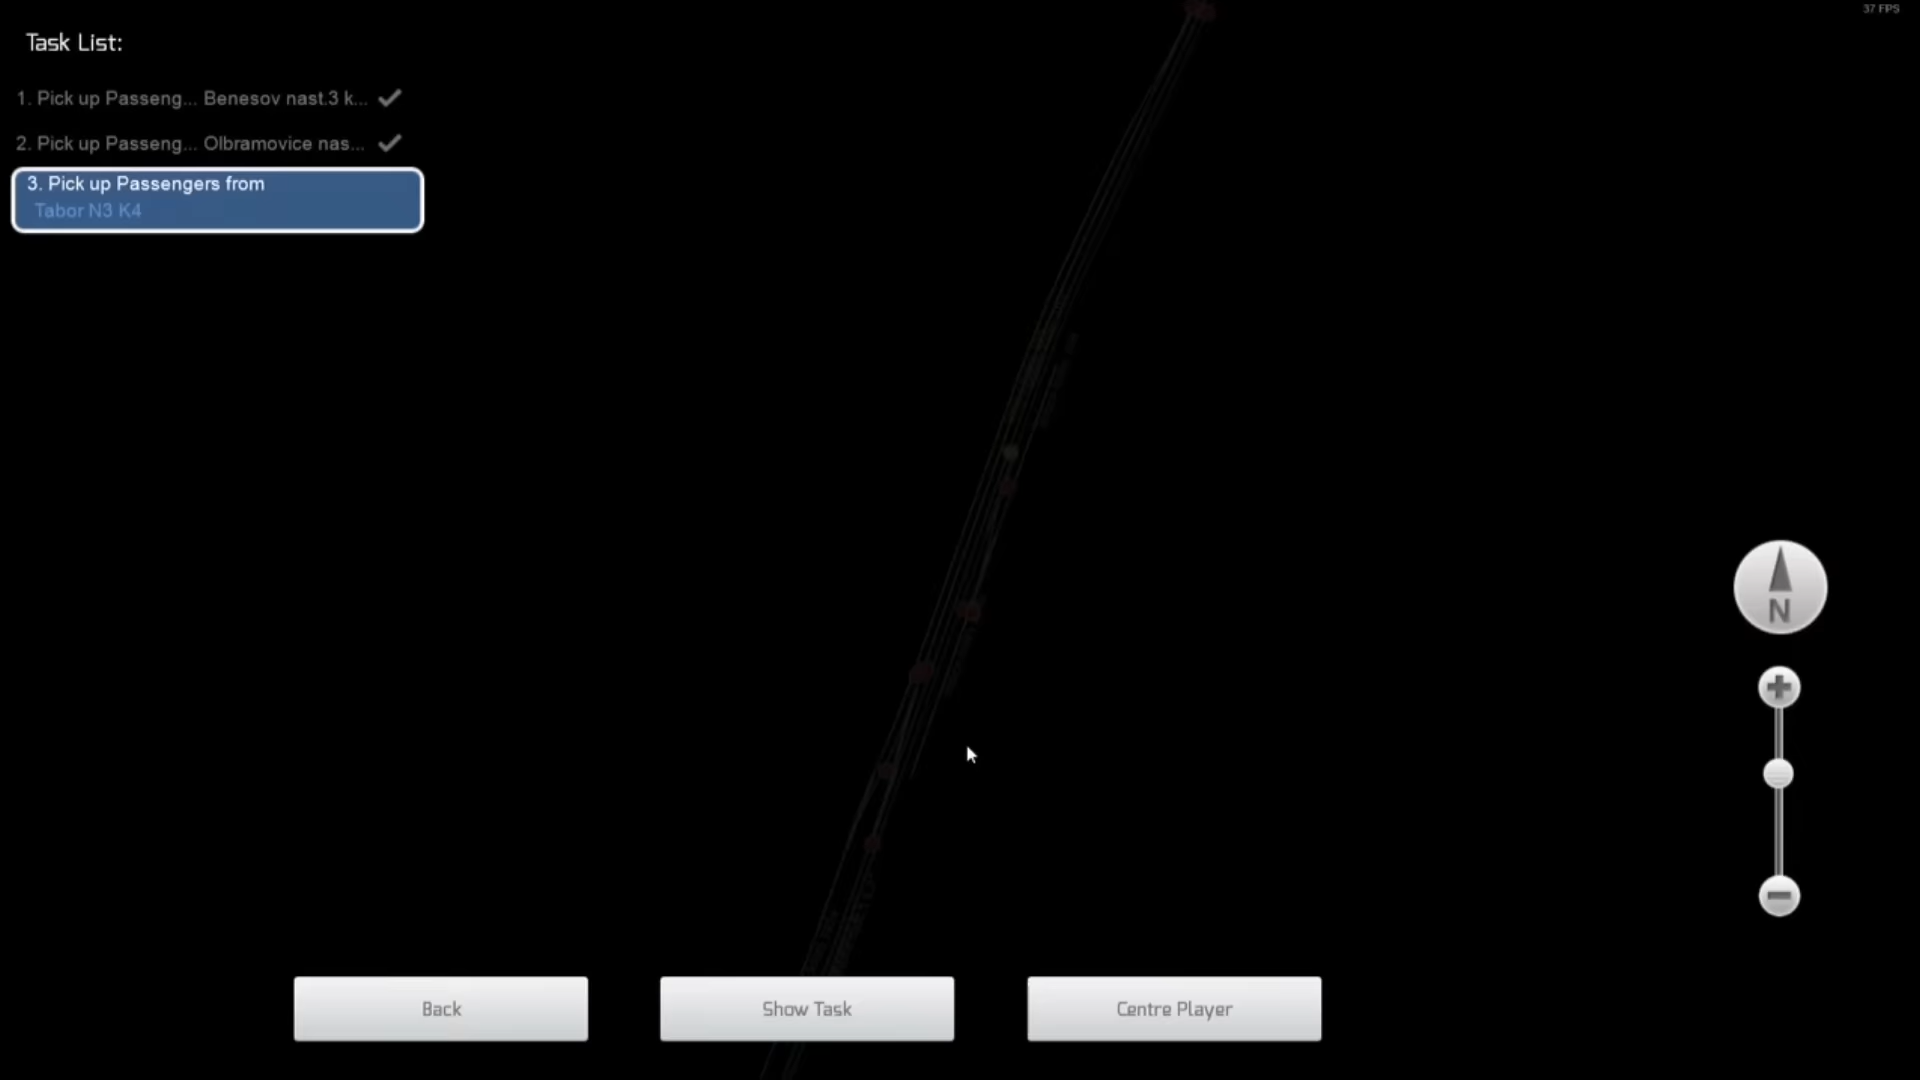 37 FPS
Task List:
1. Pick up Passeng... Benesov nast.3 k...
2. Pick up Passeng... Olbramovice nas...
3. Pick up Passengers from
Tabor N3 K4
N
Back
Show Task
Centre Player